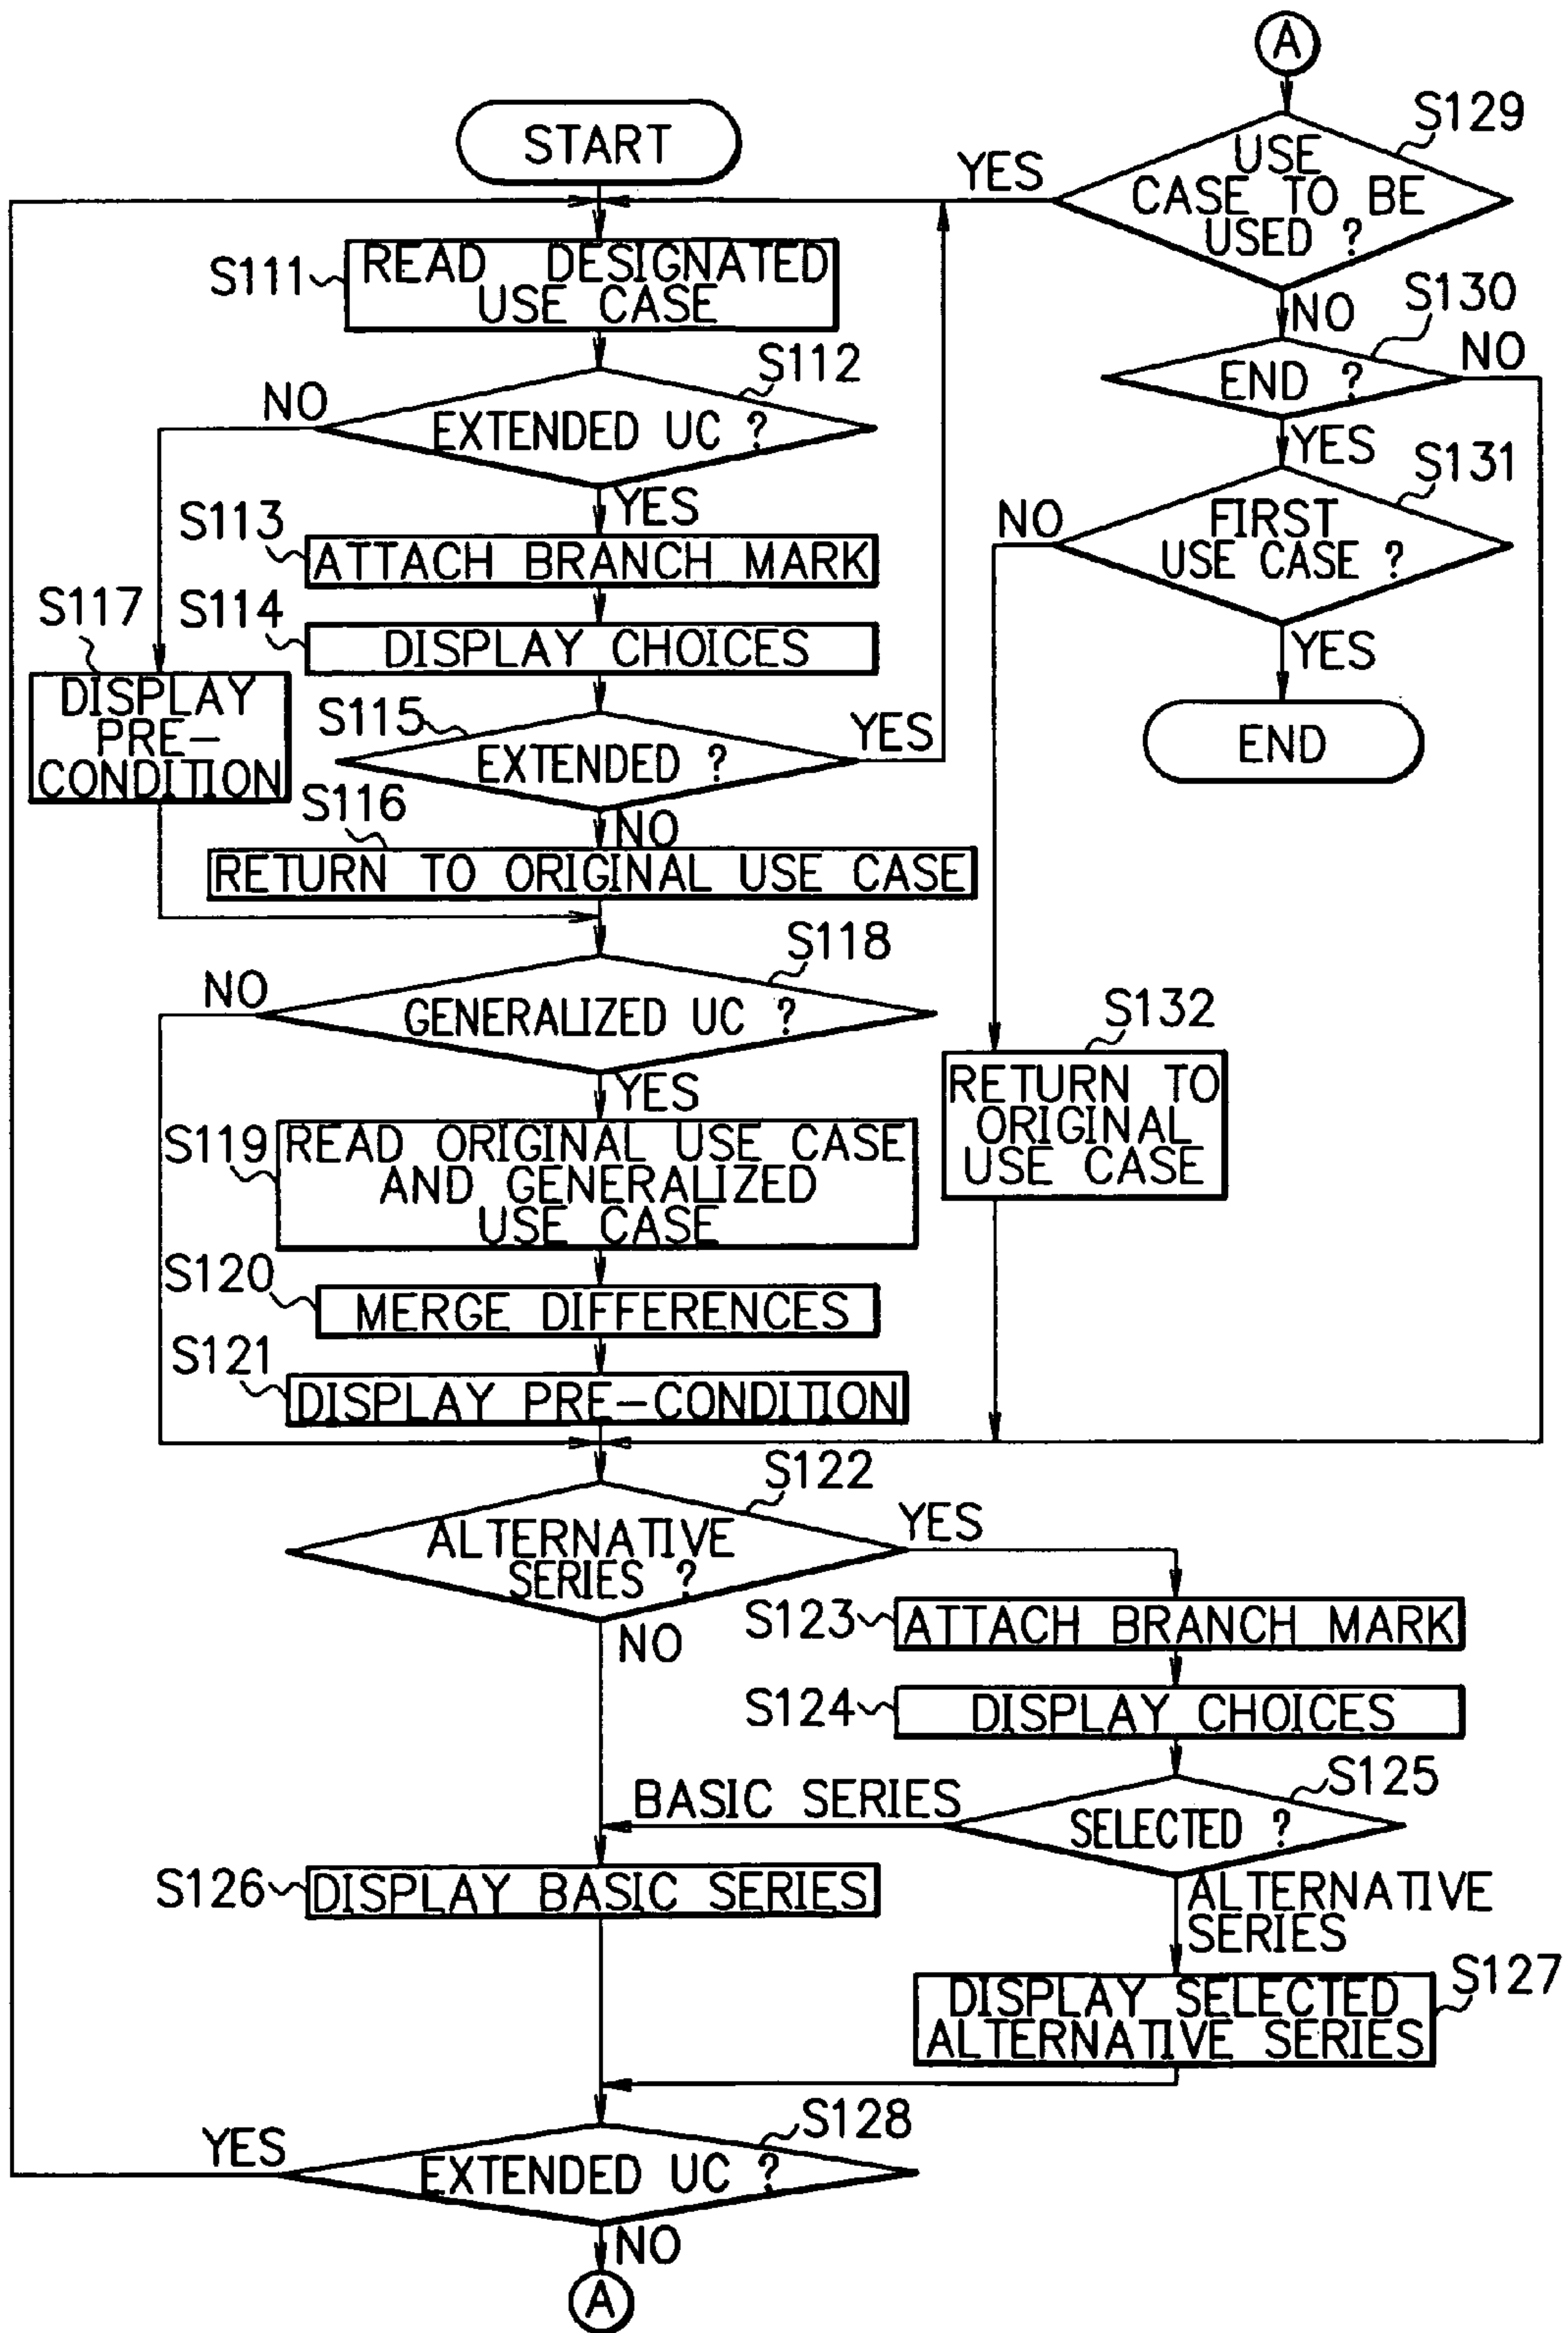 A
START
S129
USE
CASE TO BE
USED ?
YES
NO
S111
READ DESIGNATED
USE CASE
S130
END ?
NO
YES
S112
EXTENDED UC ?
NO
YES
S131
FIRST
USE CASE ?
NO
YES
END
S113
ATTACH BRANCH MARK
S114
DISPLAY CHOICES
S117
DISPLAY
PRE-
CONDITION
S115
EXTENDED ?
YES
NO
S116
RETURN TO ORIGINAL USE CASE
S118
GENERALIZED UC ?
NO
YES
S132
RETURN TO
ORIGINAL
USE CASE
S119
READ ORIGINAL USE CASE
AND GENERALIZED
USE CASE
S120
MERGE DIFFERENCES
S121
DISPLAY PRE-CONDITION
S122
ALTERNATIVE
SERIES ?
YES
NO
S123
ATTACH BRANCH MARK
S124
DISPLAY CHOICES
S125
SELECTED ?
BASIC SERIES
ALTERNATIVE
SERIES
S126
DISPLAY BASIC SERIES
S127
DISPLAY SELECTED
ALTERNATIVE SERIES
S128
EXTENDED UC ?
YES
NO
A